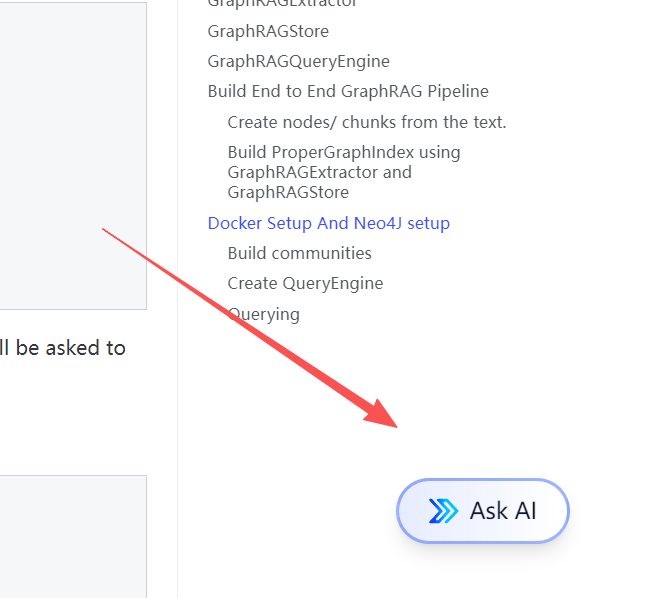 GraphRAGExtractor
GraphRAGStore
GraphRAGQueryEngine
Build End to End GraphRAG Pipeline
Create nodes/ chunks from the text.
Build ProperGraphIndex using
GraphRAGExtractor and
GraphRAGStore
Docker Setup And Neo4J setup
Build communities
Create QueryEngine
Querying
ll be asked to
Ask AI